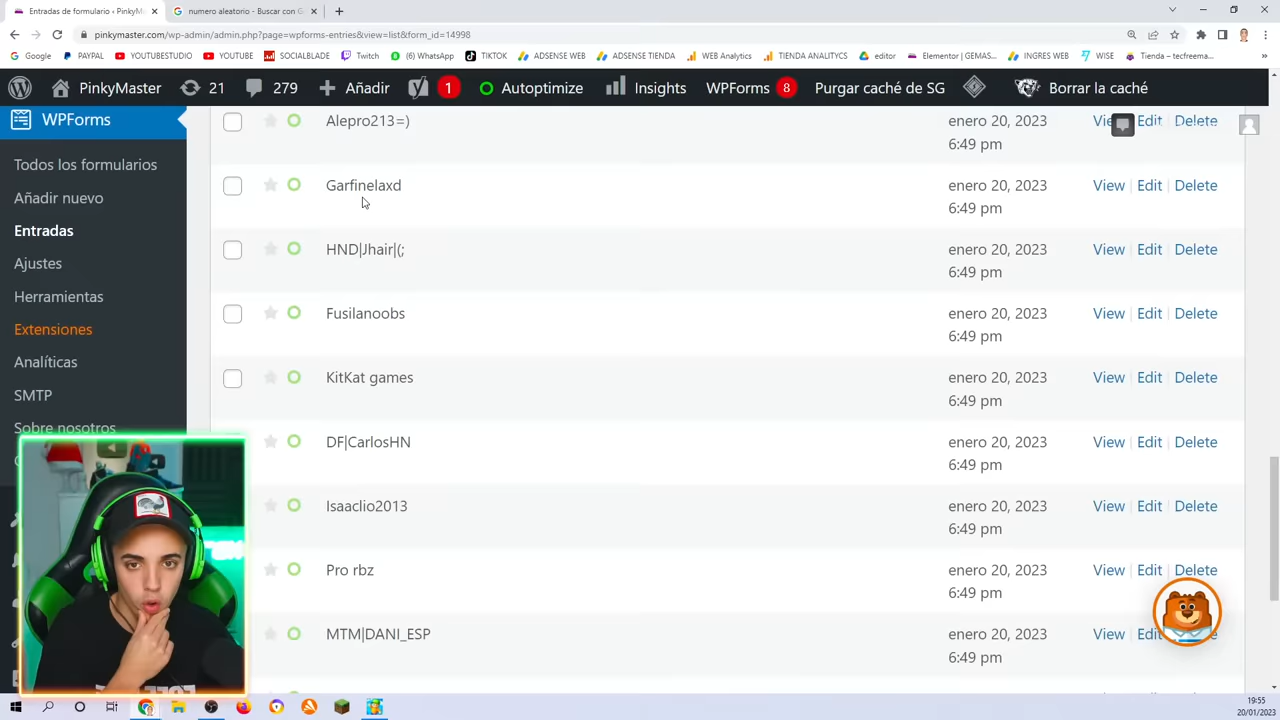 Entradas de formulario ‹ PinkyM
numero aleatorio - Buscar con G
pinkymaster.com/wp-admin/admin.php?page=wpforms-entries&view=list&form_id=14998
Google PAYPAL YOUTUBESTUDIO YOUTUBE SOCIALBLADE Twitch (6) WhatsApp TIKTOK ADSENSE WEB ADSENSE TIENDA WEB Analytics TIENDA ANALITYCS editor Elementor | GEMAS... INGRES WEB WISE Tienda – tecfreema...
PinkyMaster 21 279 Añadir 1 Autoptimize Insights WPForms 8 Purgar caché de SG Borrar la caché
WPForms
Todos los formularios
Añadir nuevo
Entradas
Ajustes
Herramientas
Extensiones
Analíticas
SMTP
Sobre nosotros
Alepro213=) enero 20, 2023 View | Edit | Delete
6:49 pm
Garfinelaxd enero 20, 2023 View | Edit | Delete
6:49 pm
HND|Jhair|(; enero 20, 2023 View | Edit | Delete
6:49 pm
Fusilanoobs enero 20, 2023 View | Edit | Delete
6:49 pm
KitKat games enero 20, 2023 View | Edit | Delete
6:49 pm
DF|CarlosHN enero 20, 2023 View | Edit | Delete
6:49 pm
Isaaclio2013 enero 20, 2023 View | Edit | Delete
6:49 pm
Pro rbz enero 20, 2023 View | Edit | Delete
6:49 pm
MTM|DANI_ESP enero 20, 2023 View | Edit | Delete
6:49 pm
19:55
20/01/2023